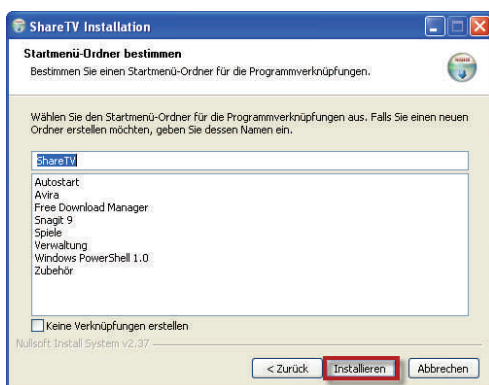 ShareTV Installation
Startmenü-Ordner bestimmen
Bestimmen Sie einen Startmenü-Ordner für die Programmverknüpfungen.
Wählen Sie den Startmenü-Ordner für die Programmverknüpfungen aus. Falls Sie einen neuen
Ordner erstellen möchten, geben Sie dessen Namen ein.
ShareTV
Autostart
Avira
Free Download Manager
Snagit 9
Spiele
Verwaltung
Windows PowerShell 1.0
Zubehör
Keine Verknüpfungen erstellen
Nullsoft Install System v2.37
< Zurück Installieren Abbrechen